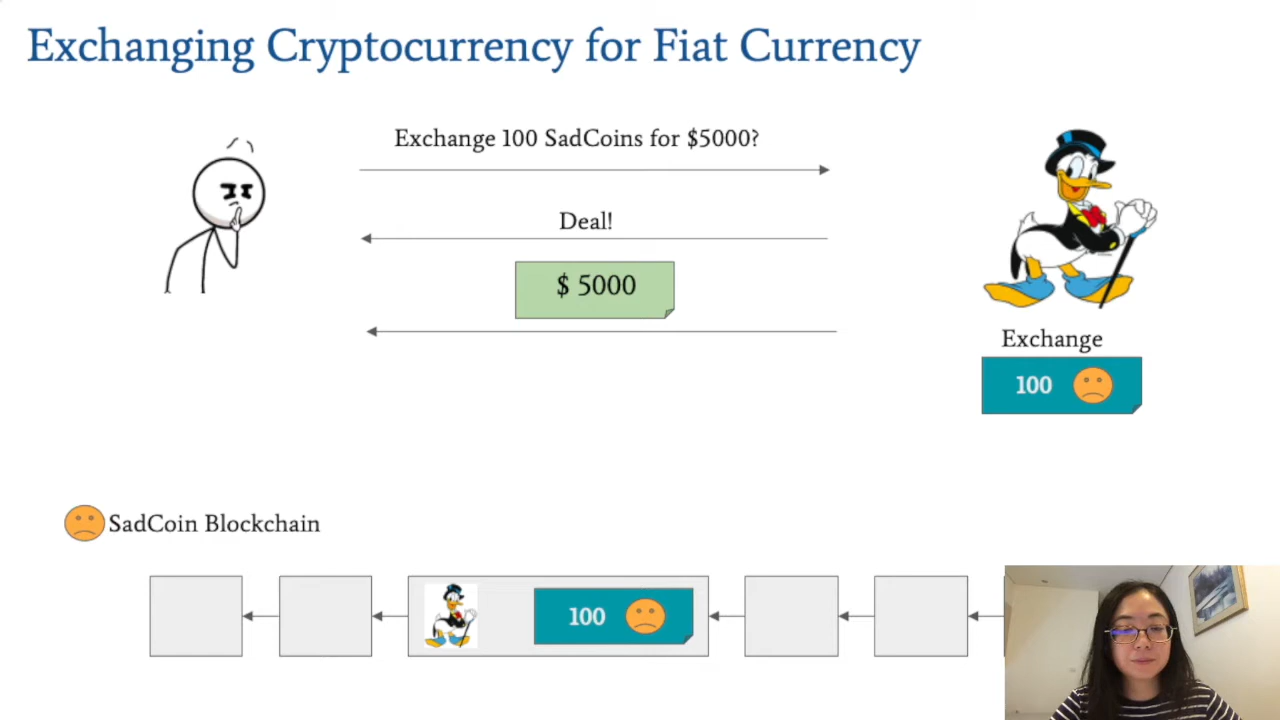 Exchanging Cryptocurrency for Fiat Currency
Exchange 100 SadCoins for $5000?
Deal!
$ 5000
Exchange
100
SadCoin Blockchain
100